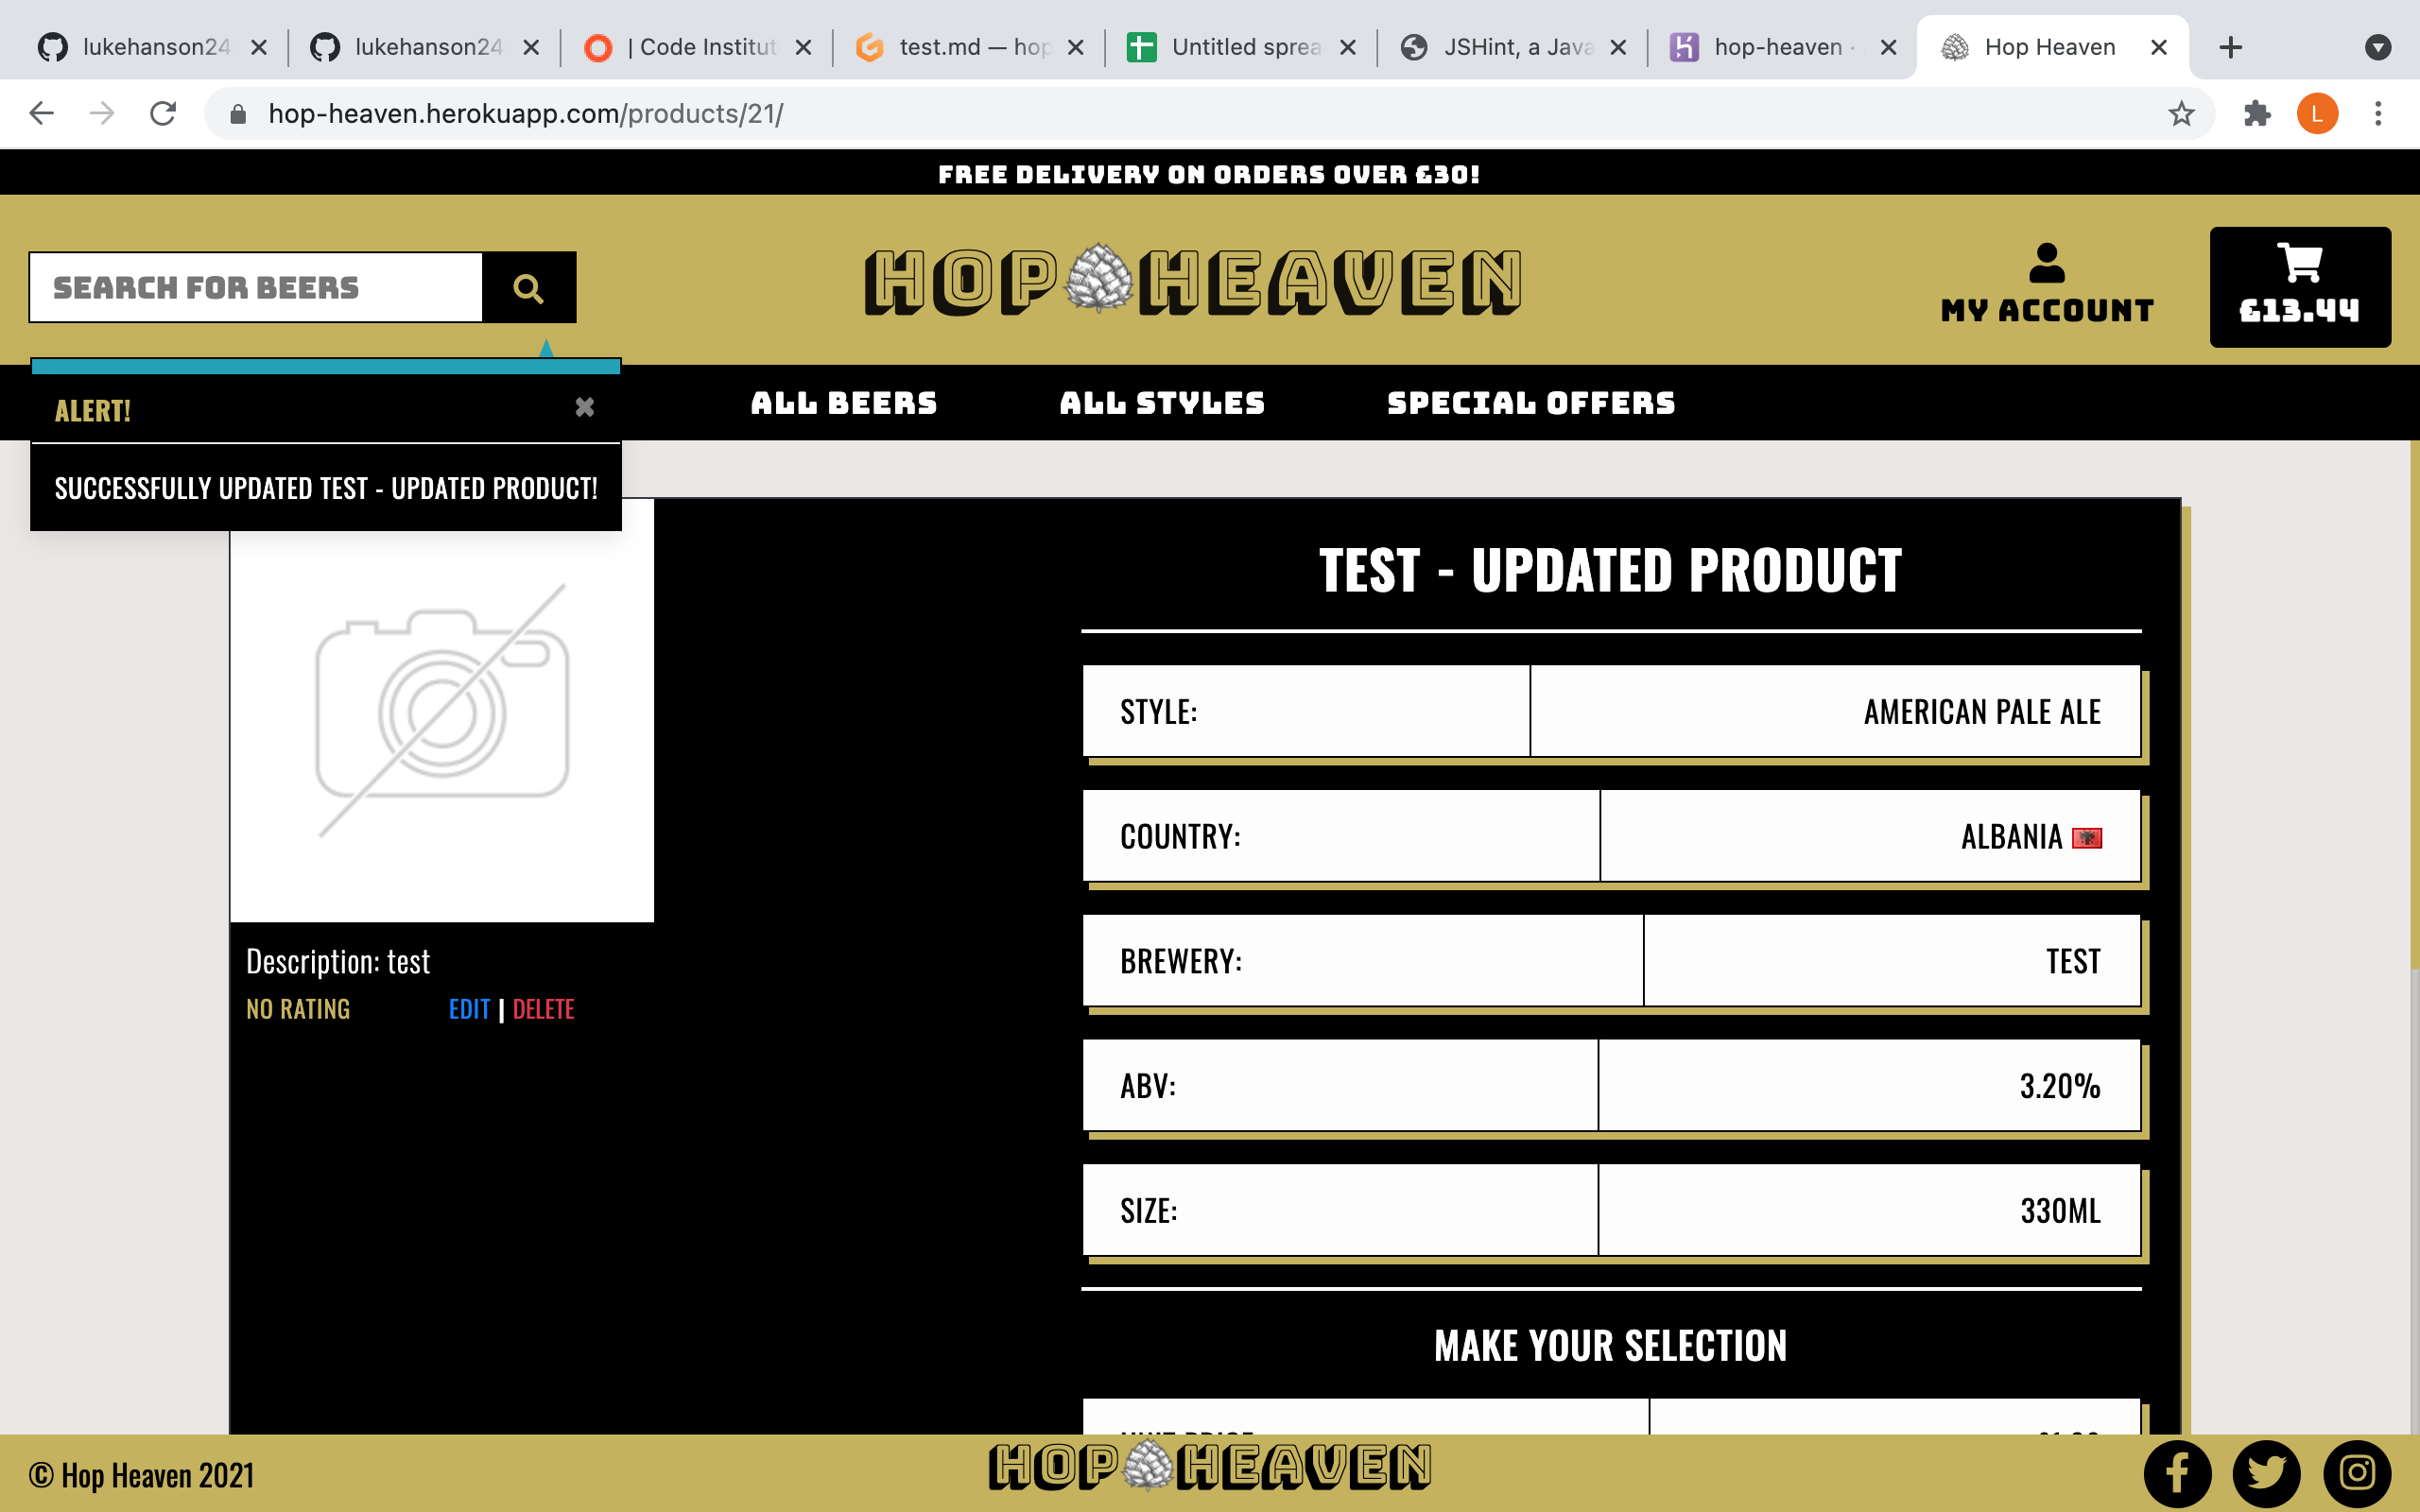 lukehanson24
lukehanson24
| Code Institut
test.md — hop
Untitled sprea
JSHint, a Java
hop-heaven ·
Hop Heaven
hop-heaven.herokuapp.com/products/21/
L
FREE DELIVERY ON ORDERS OVER £30!
SEARCH FOR BEERS
HOP HEAVEN
MY ACCOUNT
£13.44
ALL BEERS
ALL STYLES
SPECIAL OFFERS
ALERT!
SUCCESSFULLY UPDATED TEST - UPDATED PRODUCT!
TEST - UPDATED PRODUCT
STYLE: AMERICAN PALE ALE
COUNTRY: ALBANIA
BREWERY: TEST
ABV: 3.20%
SIZE: 330ML
Description: test
NO RATING
EDIT | DELETE
MAKE YOUR SELECTION
© Hop Heaven 2021
HOP HEAVEN